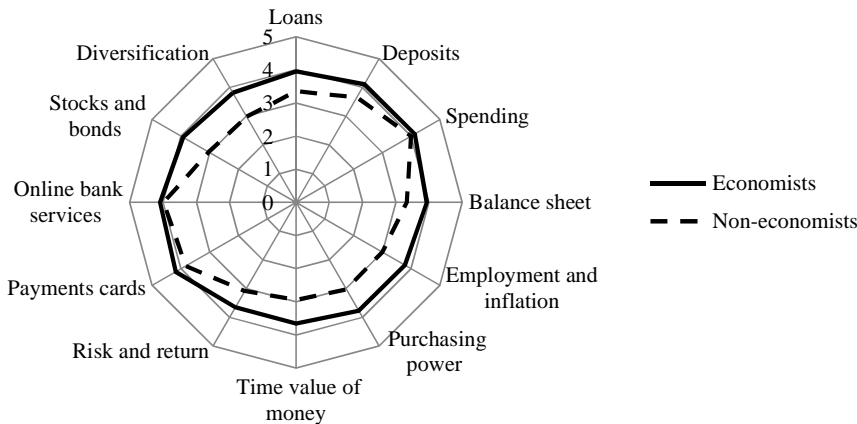 Loans
Deposits
Spending
Balance sheet
Employment and
inflation
Purchasing
power
Time value of
money
Risk and return
Payments cards
Online bank
services
Stocks and
bonds
Diversification
5
4
3
2
1
0
Economists
Non-economists